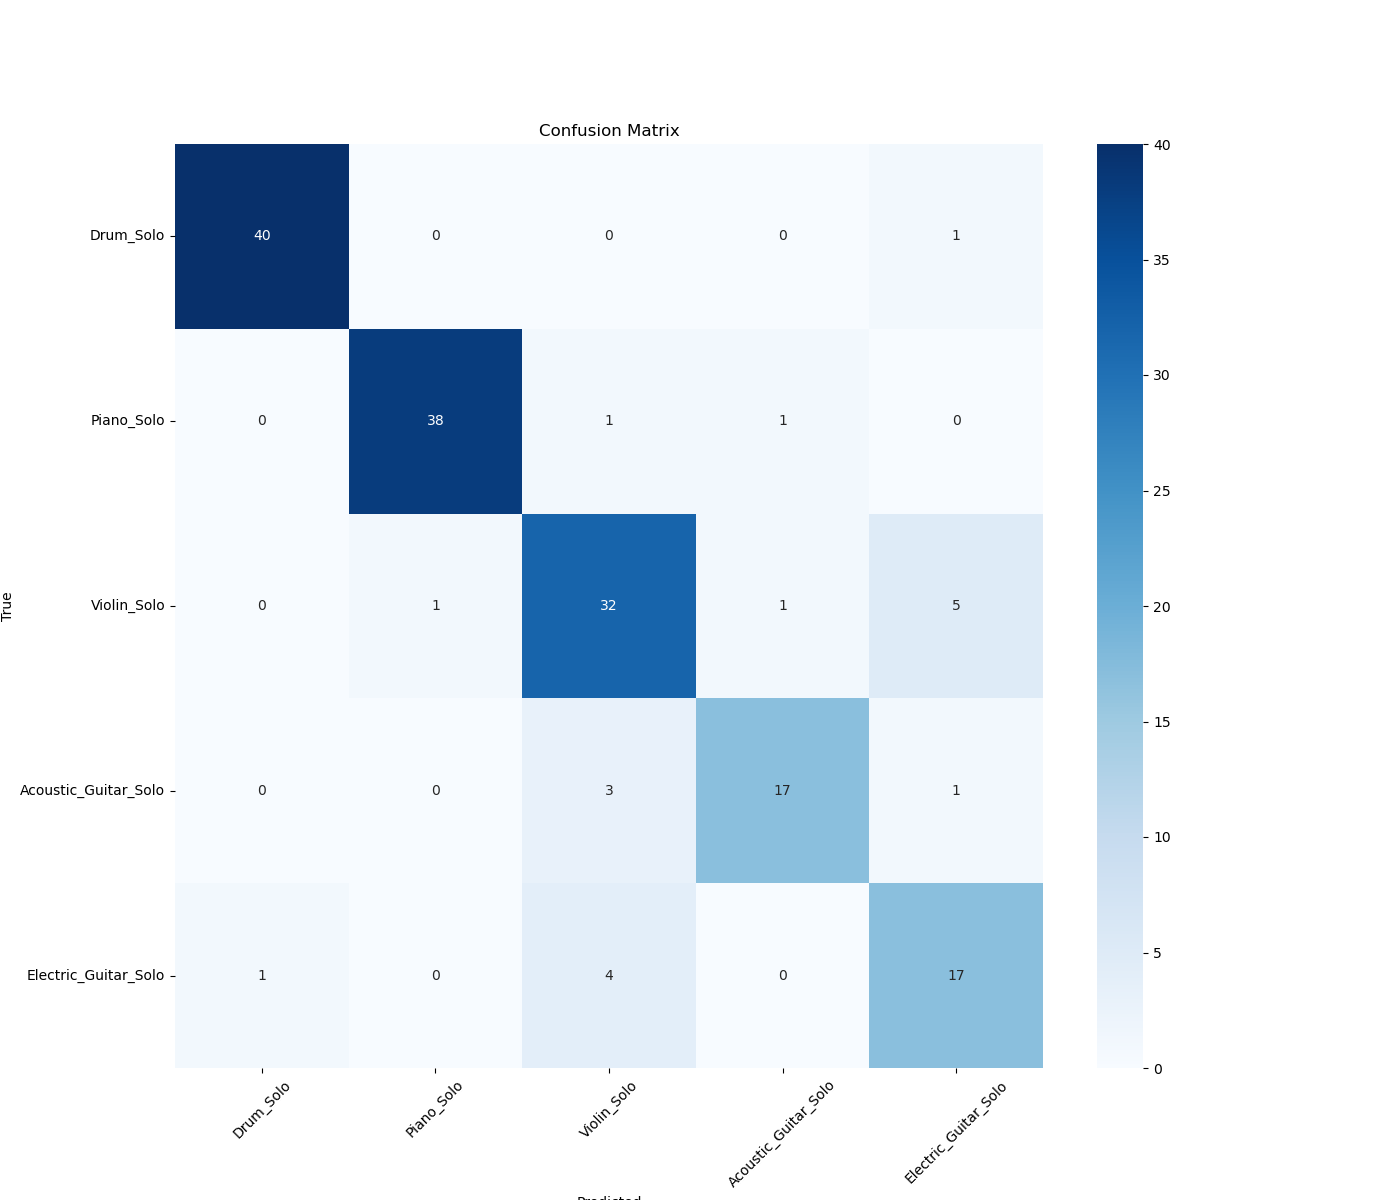 Confusion Matrix
Drum_Solo 40 0 0 0 1
Piano_Solo 0 38 1 1 0
Violin_Solo 0 1 32 1 5
Acoustic_Guitar_Solo 0 0 3 17 1
Electric_Guitar_Solo 1 0 4 0 17
True
Drum_Solo Piano_Solo Violin_Solo Acoustic_Guitar_Solo Electric_Guitar_Solo
Predicted
40
35
30
25
20
15
10
5
0